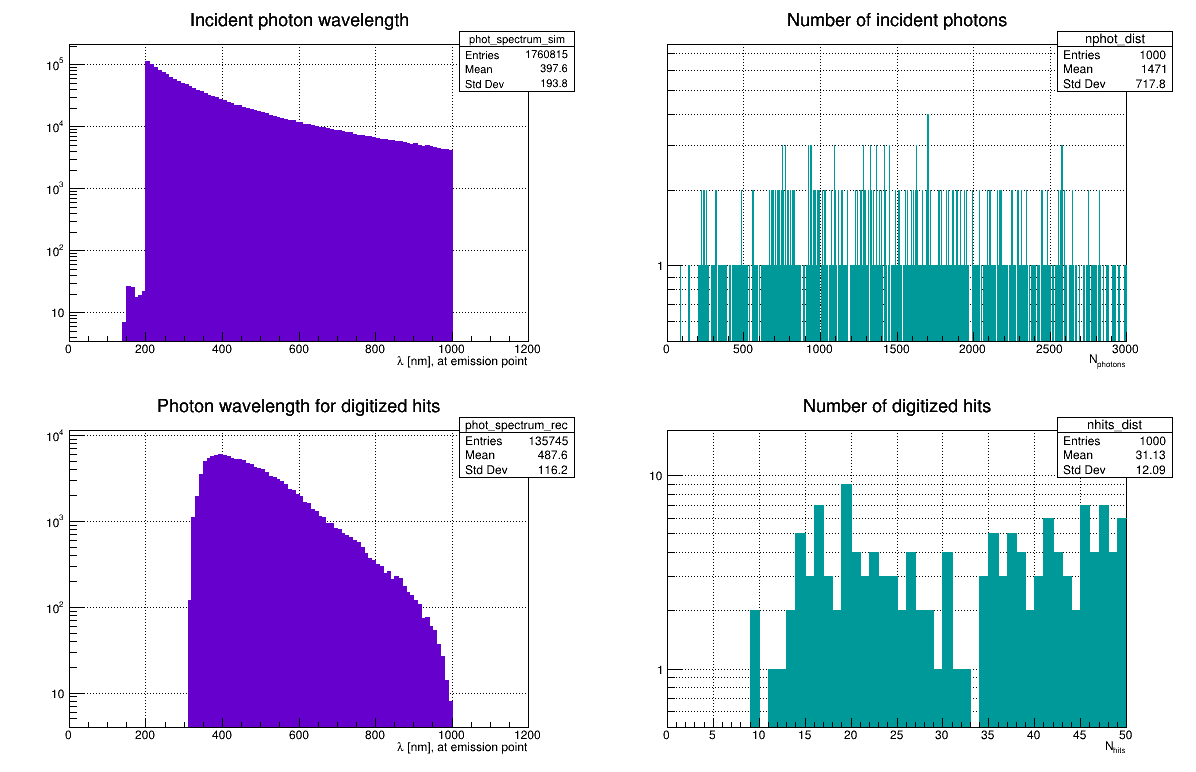 Incident photon wavelength
phot_spectrum_sim
Entries 1760815
Mean 397.6
Std Dev 193.8
10^5
10^4
10^3
10^2
10
0 200 400 600 800 1000 1200
λ [nm], at emission point
Number of incident photons
nphot_dist
Entries 1000
Mean 1471
Std Dev 717.8
1
0 500 1000 1500 2000 2500 3000
N_photons
Photon wavelength for digitized hits
phot_spectrum_rec
Entries 135745
Mean 487.6
Std Dev 116.2
10^4
10^3
10^2
10
0 200 400 600 800 1000 1200
λ [nm], at emission point
Number of digitized hits
nhits_dist
Entries 1000
Mean 31.13
Std Dev 12.09
10
1
0 5 10 15 20 25 30 35 40 45 50
N_hits